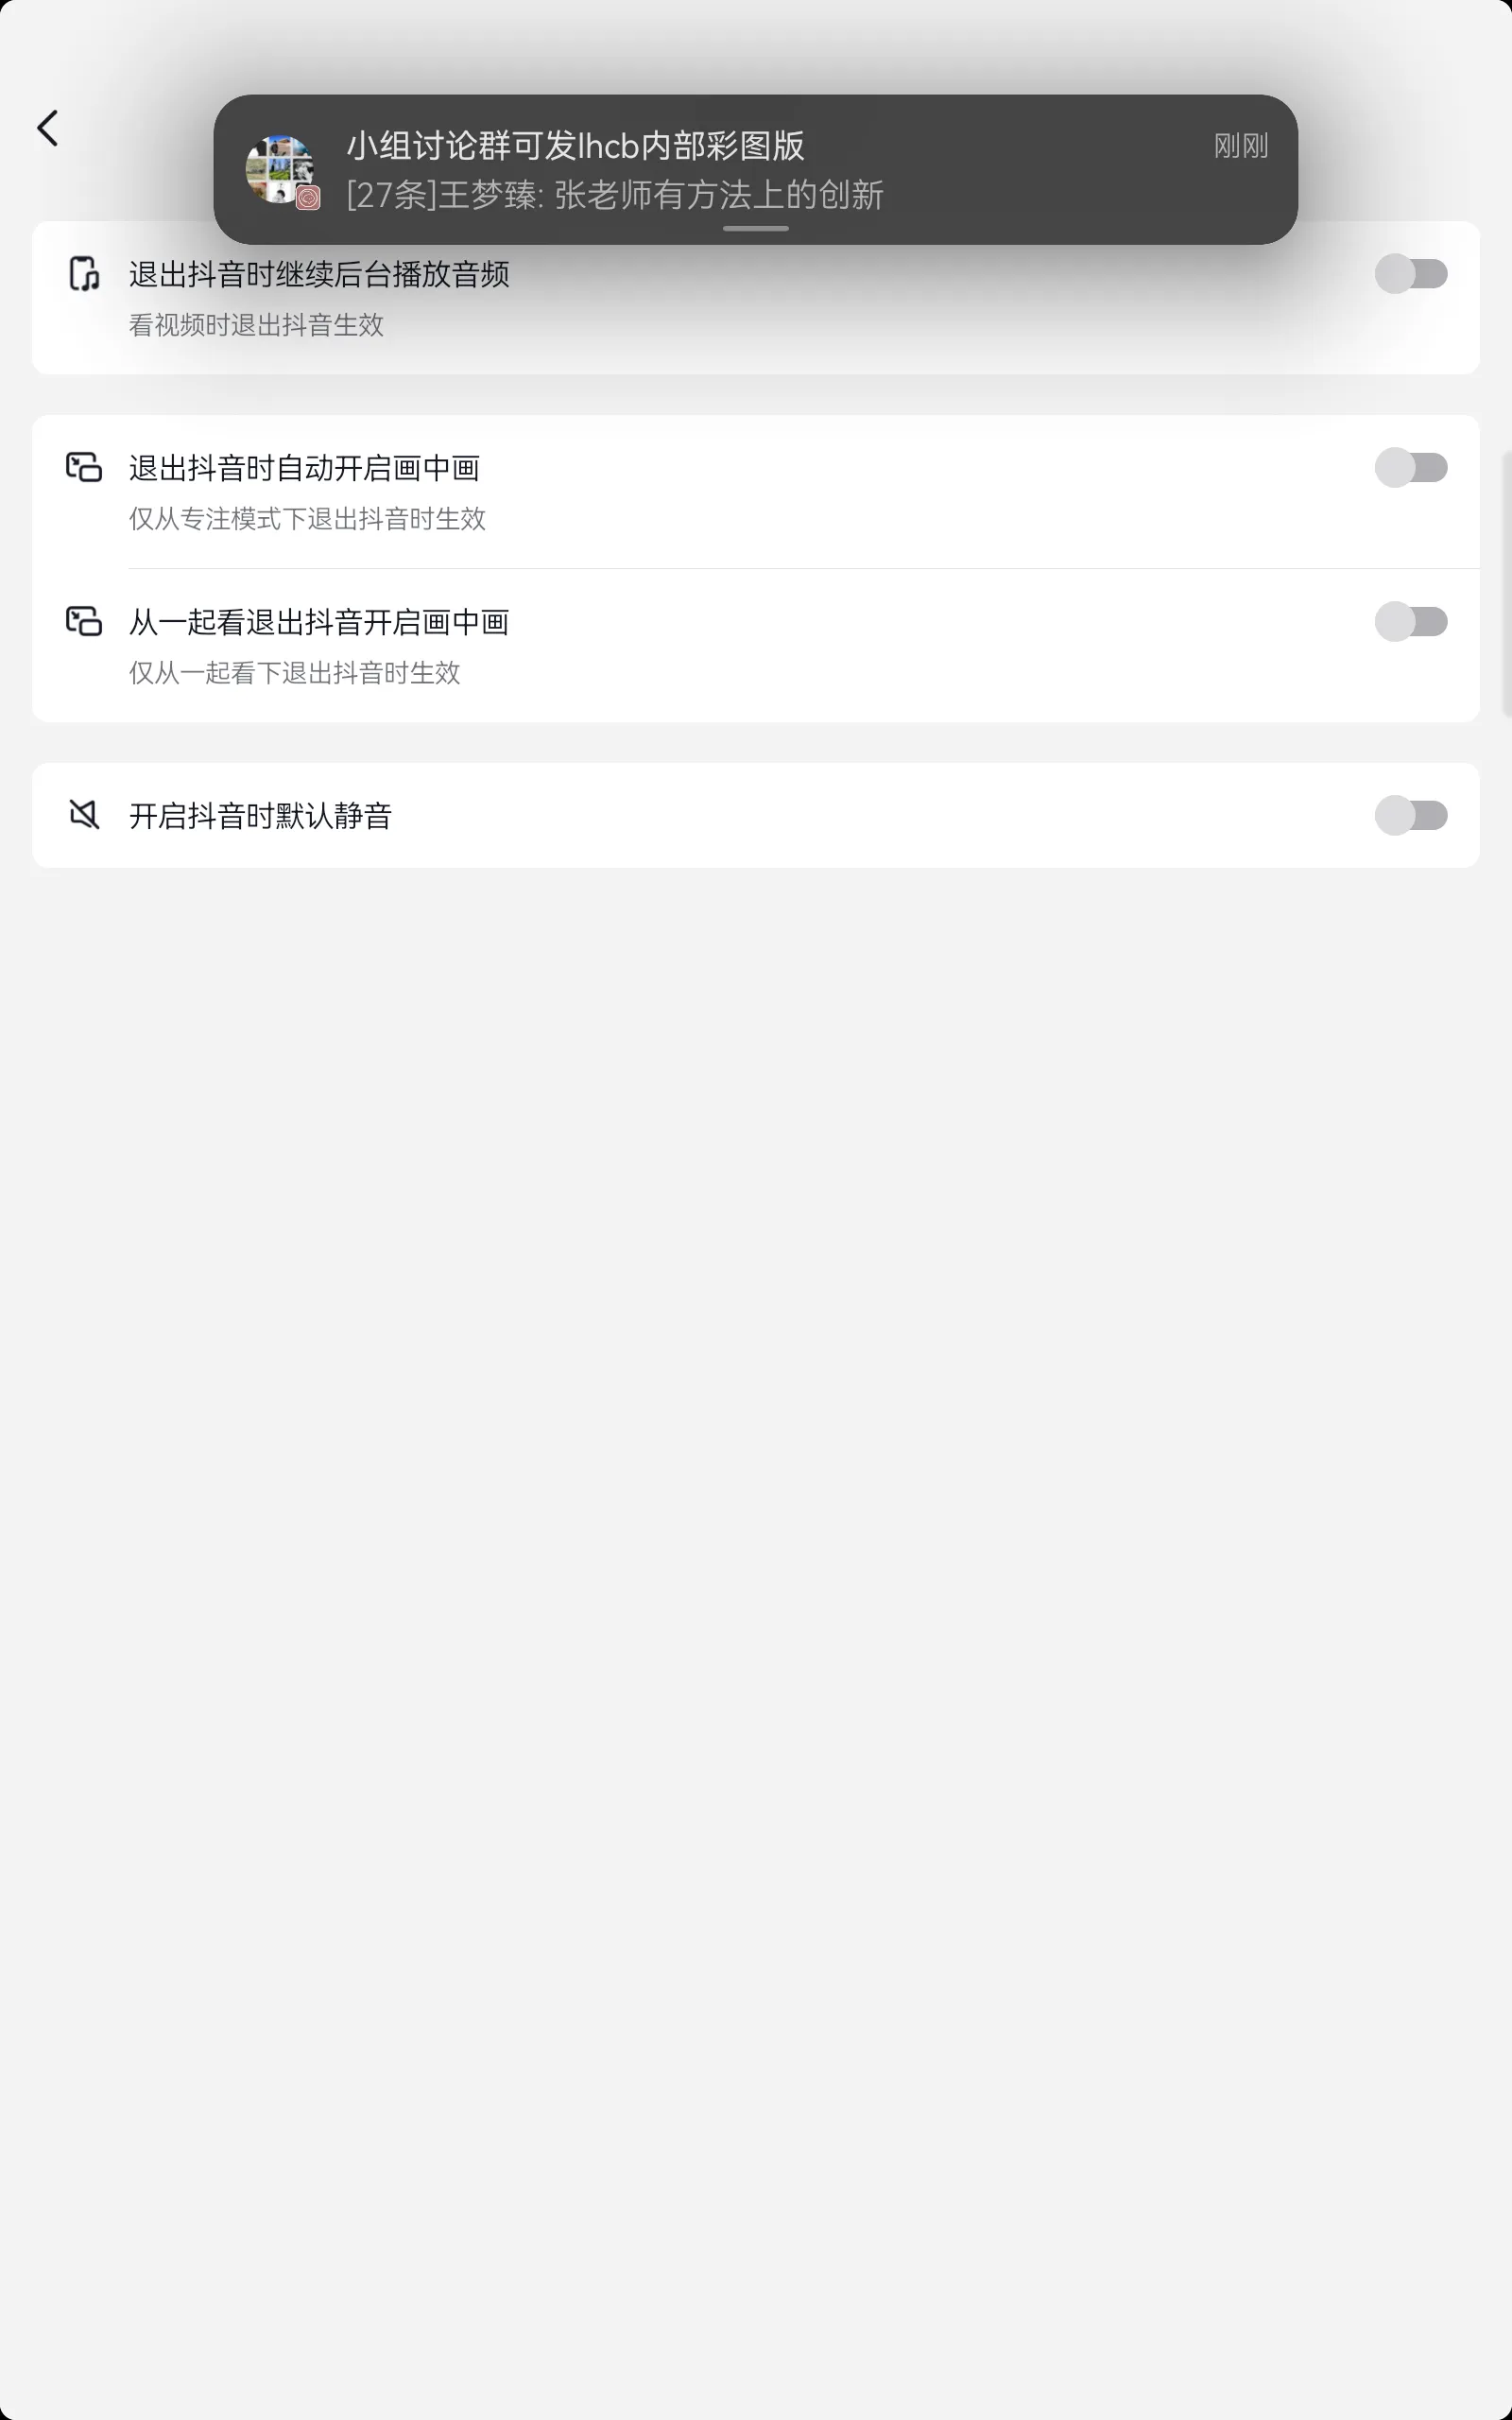 小组讨论群可发lhcb内部彩图版
刚刚
[27条]王梦臻: 张老师有方法上的创新
退出抖音时继续后台播放音频
看视频时退出抖音生效
退出抖音时自动开启画中画
仅从专注模式下退出抖音时生效
从一起看退出抖音开启画中画
仅从一起看下退出抖音时生效
开启抖音时默认静音